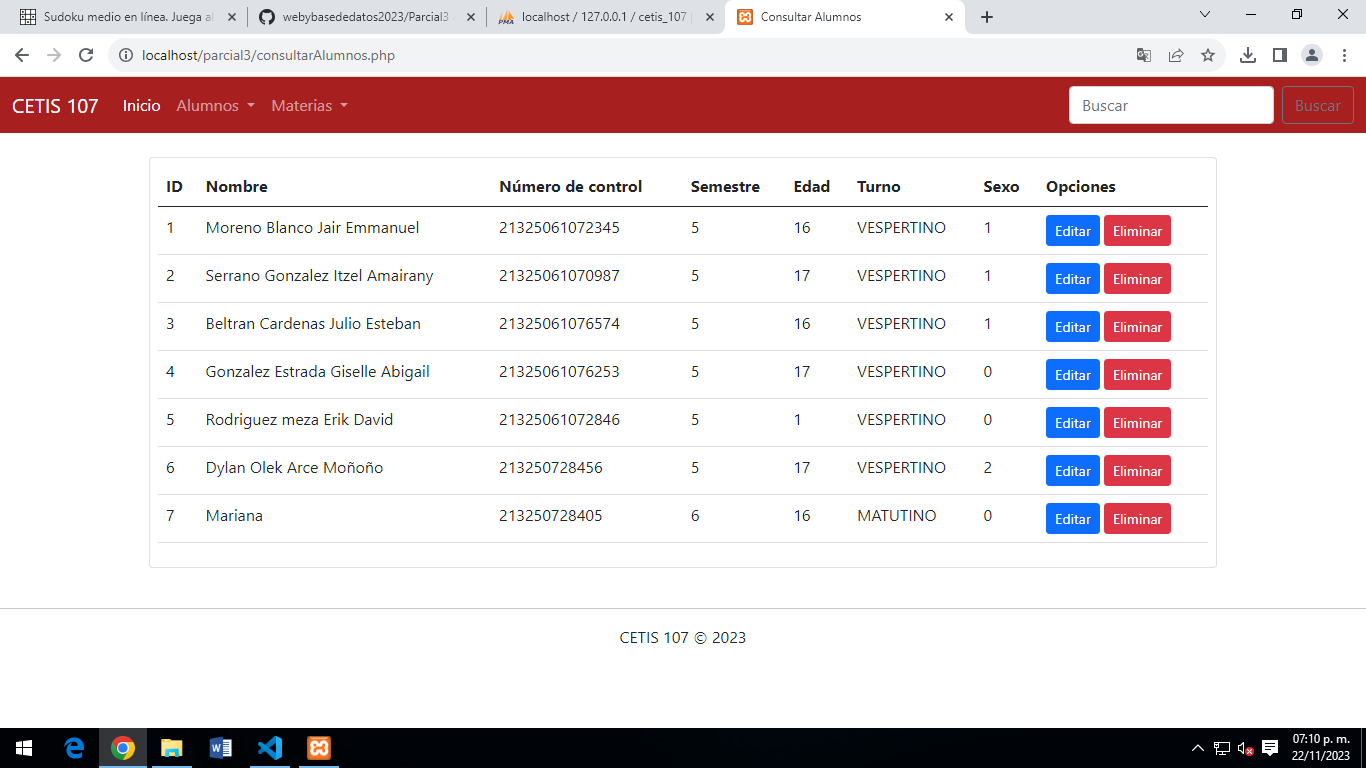 Sudoku medio en línea. Juega al
webybasededatos2023/Parcial3
localhost / 127.0.0.1 / cetis_107
Consultar Alumnos
localhost/parcial3/consultarAlumnos.php
CETIS 107 Inicio Alumnos Materias Buscar Buscar
ID Nombre Número de control Semestre Edad Turno Sexo Opciones
1 Moreno Blanco Jair Emmanuel 21325061072345 5 16 VESPERTINO 1 Editar Eliminar
2 Serrano Gonzalez Itzel Amairany 21325061070987 5 17 VESPERTINO 1 Editar Eliminar
3 Beltran Cardenas Julio Esteban 21325061076574 5 16 VESPERTINO 1 Editar Eliminar
4 Gonzalez Estrada Giselle Abigail 21325061076253 5 17 VESPERTINO 0 Editar Eliminar
5 Rodriguez meza Erik David 21325061072846 5 1 VESPERTINO 0 Editar Eliminar
6 Dylan Olek Arce Moñoño 213250728456 5 17 VESPERTINO 2 Editar Eliminar
7 Mariana 213250728405 6 16 MATUTINO 0 Editar Eliminar
CETIS 107 © 2023
07:10 p. m.
22/11/2023